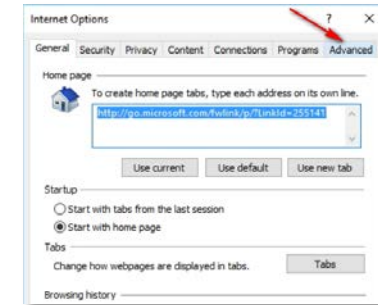 Internet Options ? ×
General Security Privacy Content Connections Programs Advanced
Home page
To create home page tabs, type each address on its own line.
http://go.microsoft.com/fwlink/p/?LinkId=255141
Use current Use default Use new tab
Startup
Start with tabs from the last session
Start with home page
Tabs
Change how webpages are displayed in tabs. Tabs
Browsing history